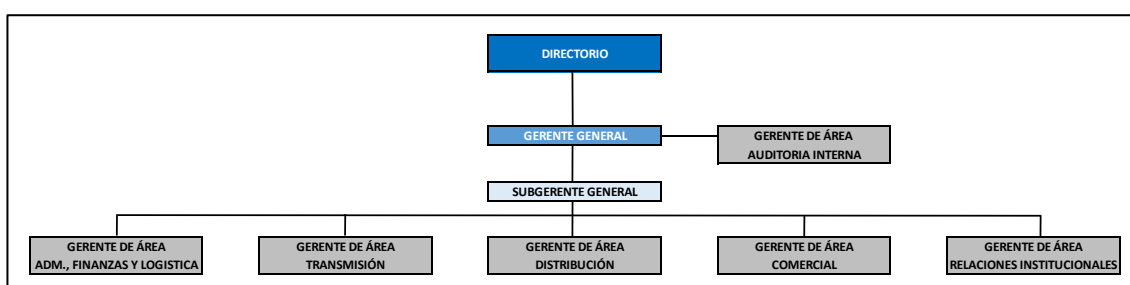 DIRECTORIO
GERENTE GENERAL
GERENTE DE ÁREA
AUDITORIA INTERNA
SUBGERENTE GENERAL
GERENTE DE ÁREA
ADM., FINANZAS Y LOGISTICA
GERENTE DE ÁREA
TRANSMISIÓN
GERENTE DE ÁREA
DISTRIBUCIÓN
GERENTE DE ÁREA
COMERCIAL
GERENTE DE ÁREA
RELACIONES INSTITUCIONALES